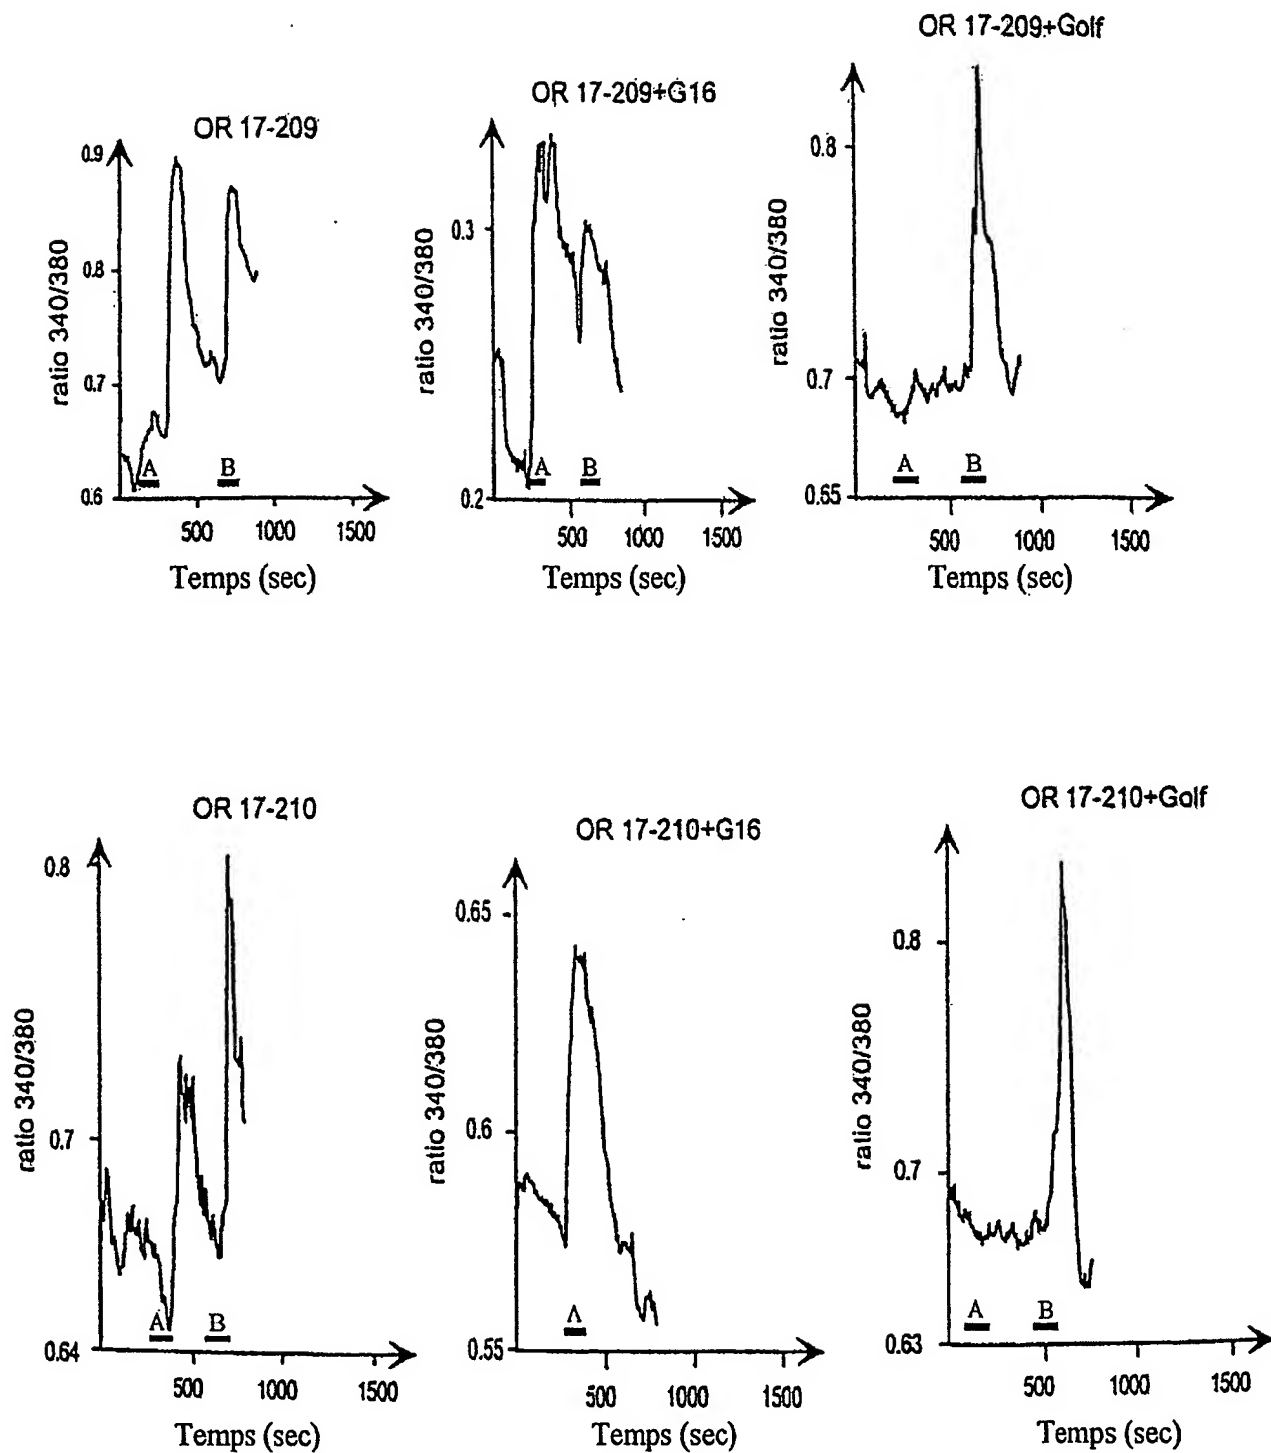 OR 17-209
ratio 340/380
0.9
0.8
0.7
0.6
A
B
500
1000
1500
Temps (sec)
OR 17-209+G16
ratio 340/380
0.3
0.2
A
B
500
1000
1500
Temps (sec)
OR 17-209+Golf
ratio 340/380
0.8
0.7
0.65
A
B
500
1000
1500
Temps (sec)
OR 17-210
ratio 340/380
0.8
0.7
0.64
A
B
500
1000
1500
Temps (sec)
OR 17-210+G16
ratio 340/380
0.65
0.6
0.55
A
500
1000
1500
Temps (sec)
OR 17-210+Golf
ratio 340/380
0.8
0.7
0.63
A
B
500
1000
1500
Temps (sec)